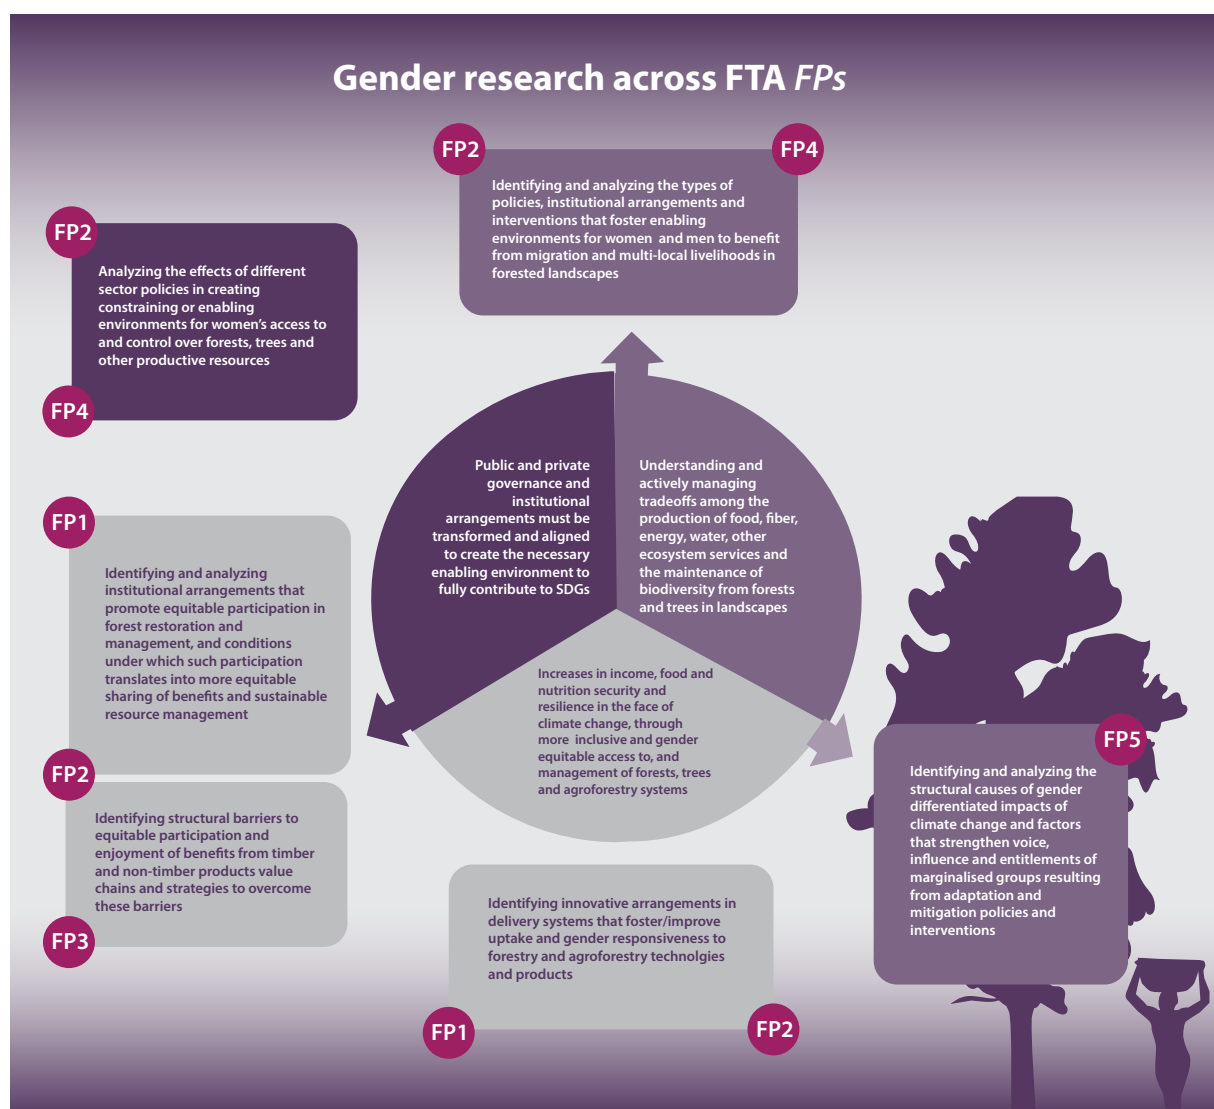 Gender research across FTA FPs
FP2
FP4
Identifying and analyzing the types of
policies, institutional arrangements and
interventions that foster enabling
environments for women and men to benefit
from migration and multi-local livelihoods in
forested landscapes
FP2
Analyzing the effects of different
sector policies in creating
constraining or enabling
environments for women's access to
and control over forests, trees and
other productive resources
FP4
Public and private
governance and
institutional
arrangements must be
transformed and aligned
to create the necessary
enabling environment to
fully contribute to SDGs
Understanding and
actively managing
tradeoffs among the
production of food, fiber,
energy, water, other
ecosystem services and
the maintenance of
biodiversity from forests
and trees in landscapes
Increases in income, food and
nutrition security and
resilience in the face of
climate change, through
more inclusive and gender
equitable access to, and
management of forests, trees
and agroforestry systems
FP1
Identifying and analyzing
institutional arrangements that
promote equitable participation in
forest restoration and
management, and conditions
under which such participation
translates into more equitable
sharing of benefits and sustainable
resource management
FP2
Identifying structural barriers to
equitable participation and
enjoyment of benefits from timber
and non-timber products value
chains and strategies to overcome
these barriers
FP3
FP5
Identifying and analyzing the
structural causes of gender
differentiated impacts of
climate change and factors
that strengthen voice,
influence and entitlements of
marginalised groups resulting
from adaptation and
mitigation policies and
interventions
Identifying innovative arrangements in
delivery systems that foster/improve
uptake and gender responsiveness to
forestry and agroforestry technolgies
and products
FP1
FP2